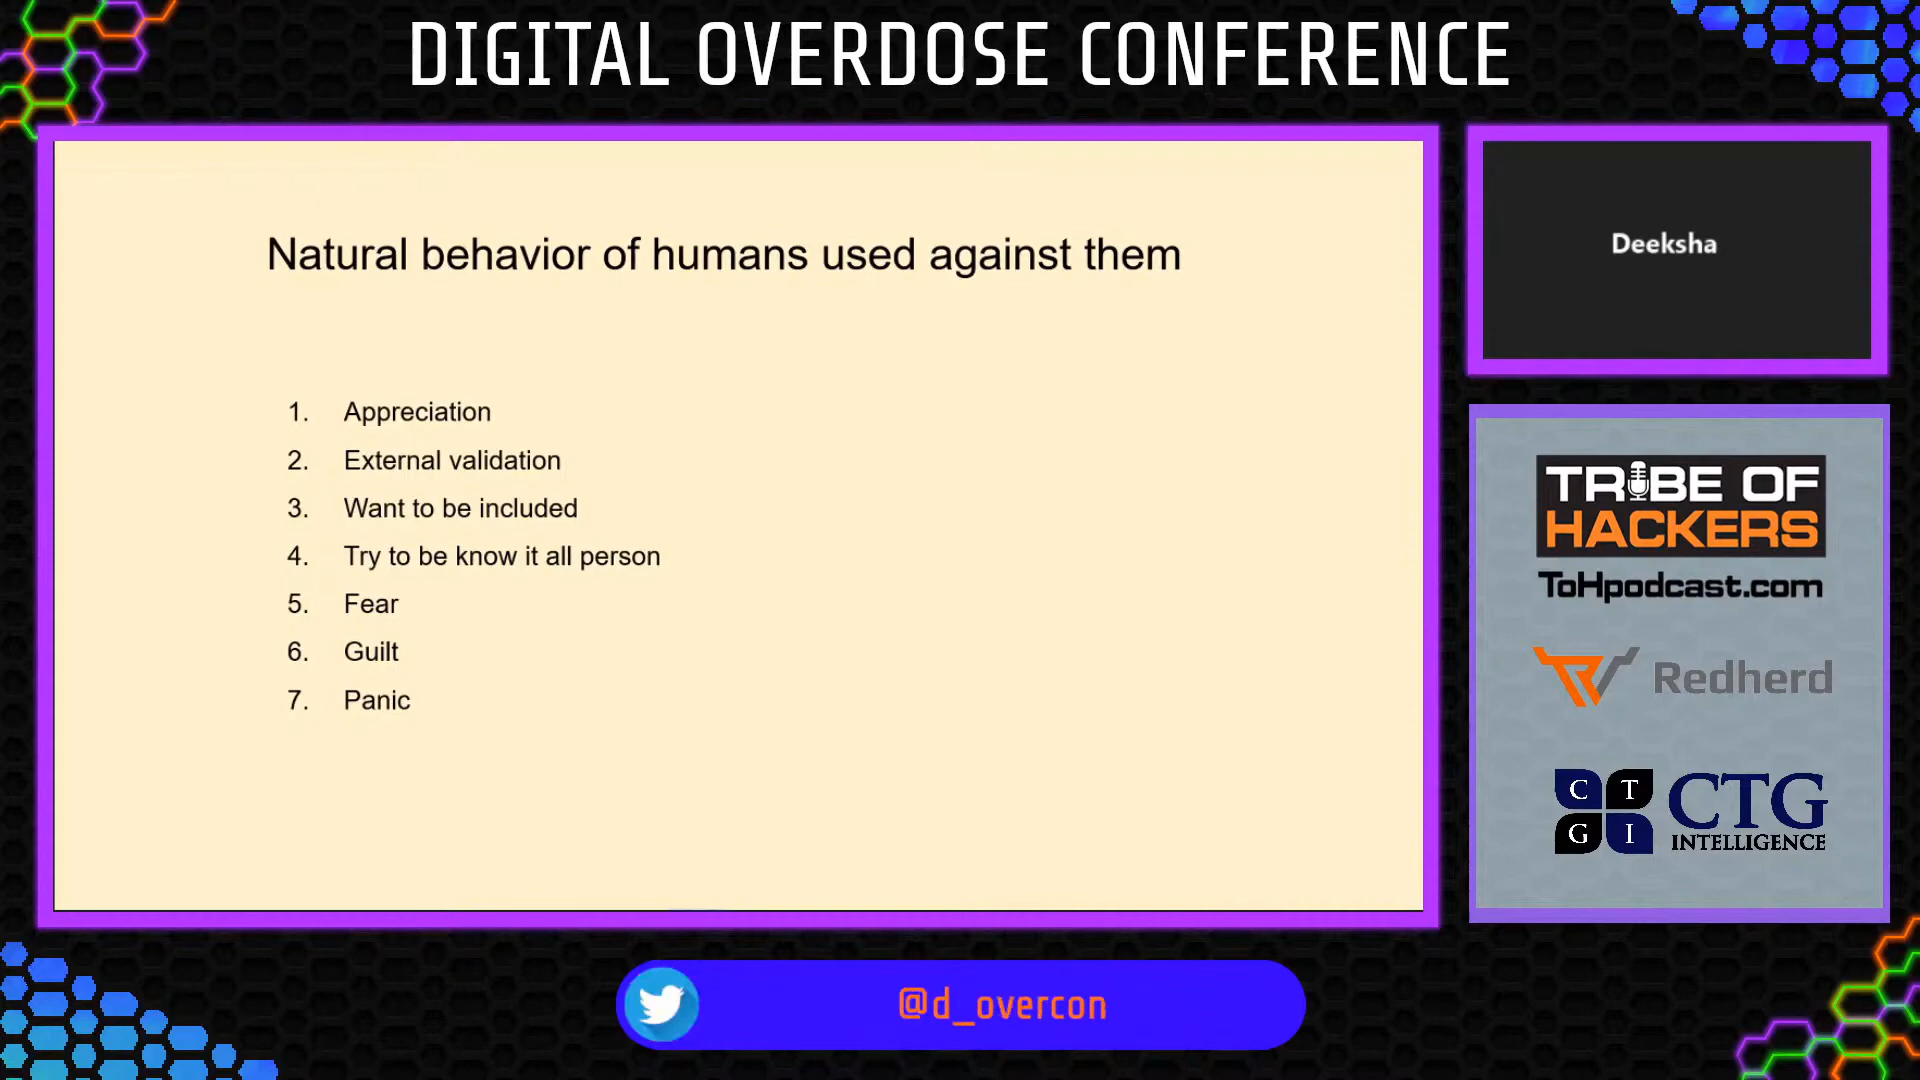 DIGITAL OVERDOSE CONFERENCE
Natural behavior of humans used against them
1. Appreciation
2. External validation
3. Want to be included
4. Try to be know it all person
5. Fear
6. Guilt
7. Panic
Deeksha
TRIBE OF
HACKERS
ToHpodcast.com
Redherd
C T
G I
CTG
INTELLIGENCE
@d_overcon